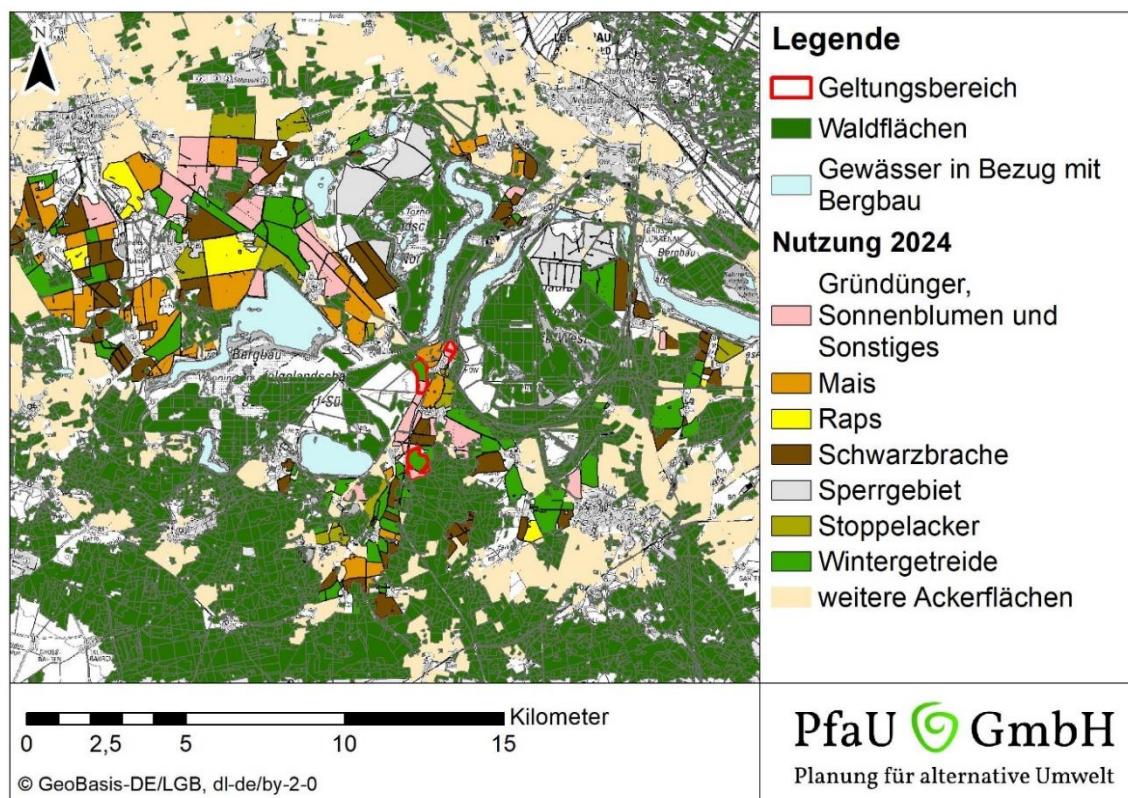 N
Bergbau
Bergbau
Legende
Geltungsbereich
Waldflächen
Gewässer in Bezug mit
Bergbau
Nutzung 2024
Gründünger,
Sonnenblumen und
Sonstiges
Mais
Raps
Schwarzbrache
Sperrgebiet
Stoppelacker
Wintergetreide
weitere Ackerflächen
Kilometer
0 2,5 5 10 15
© GeoBasis-DE/LGB, dl-de/by-2-0
PfaU GmbH
Planung für alternative Umwelt